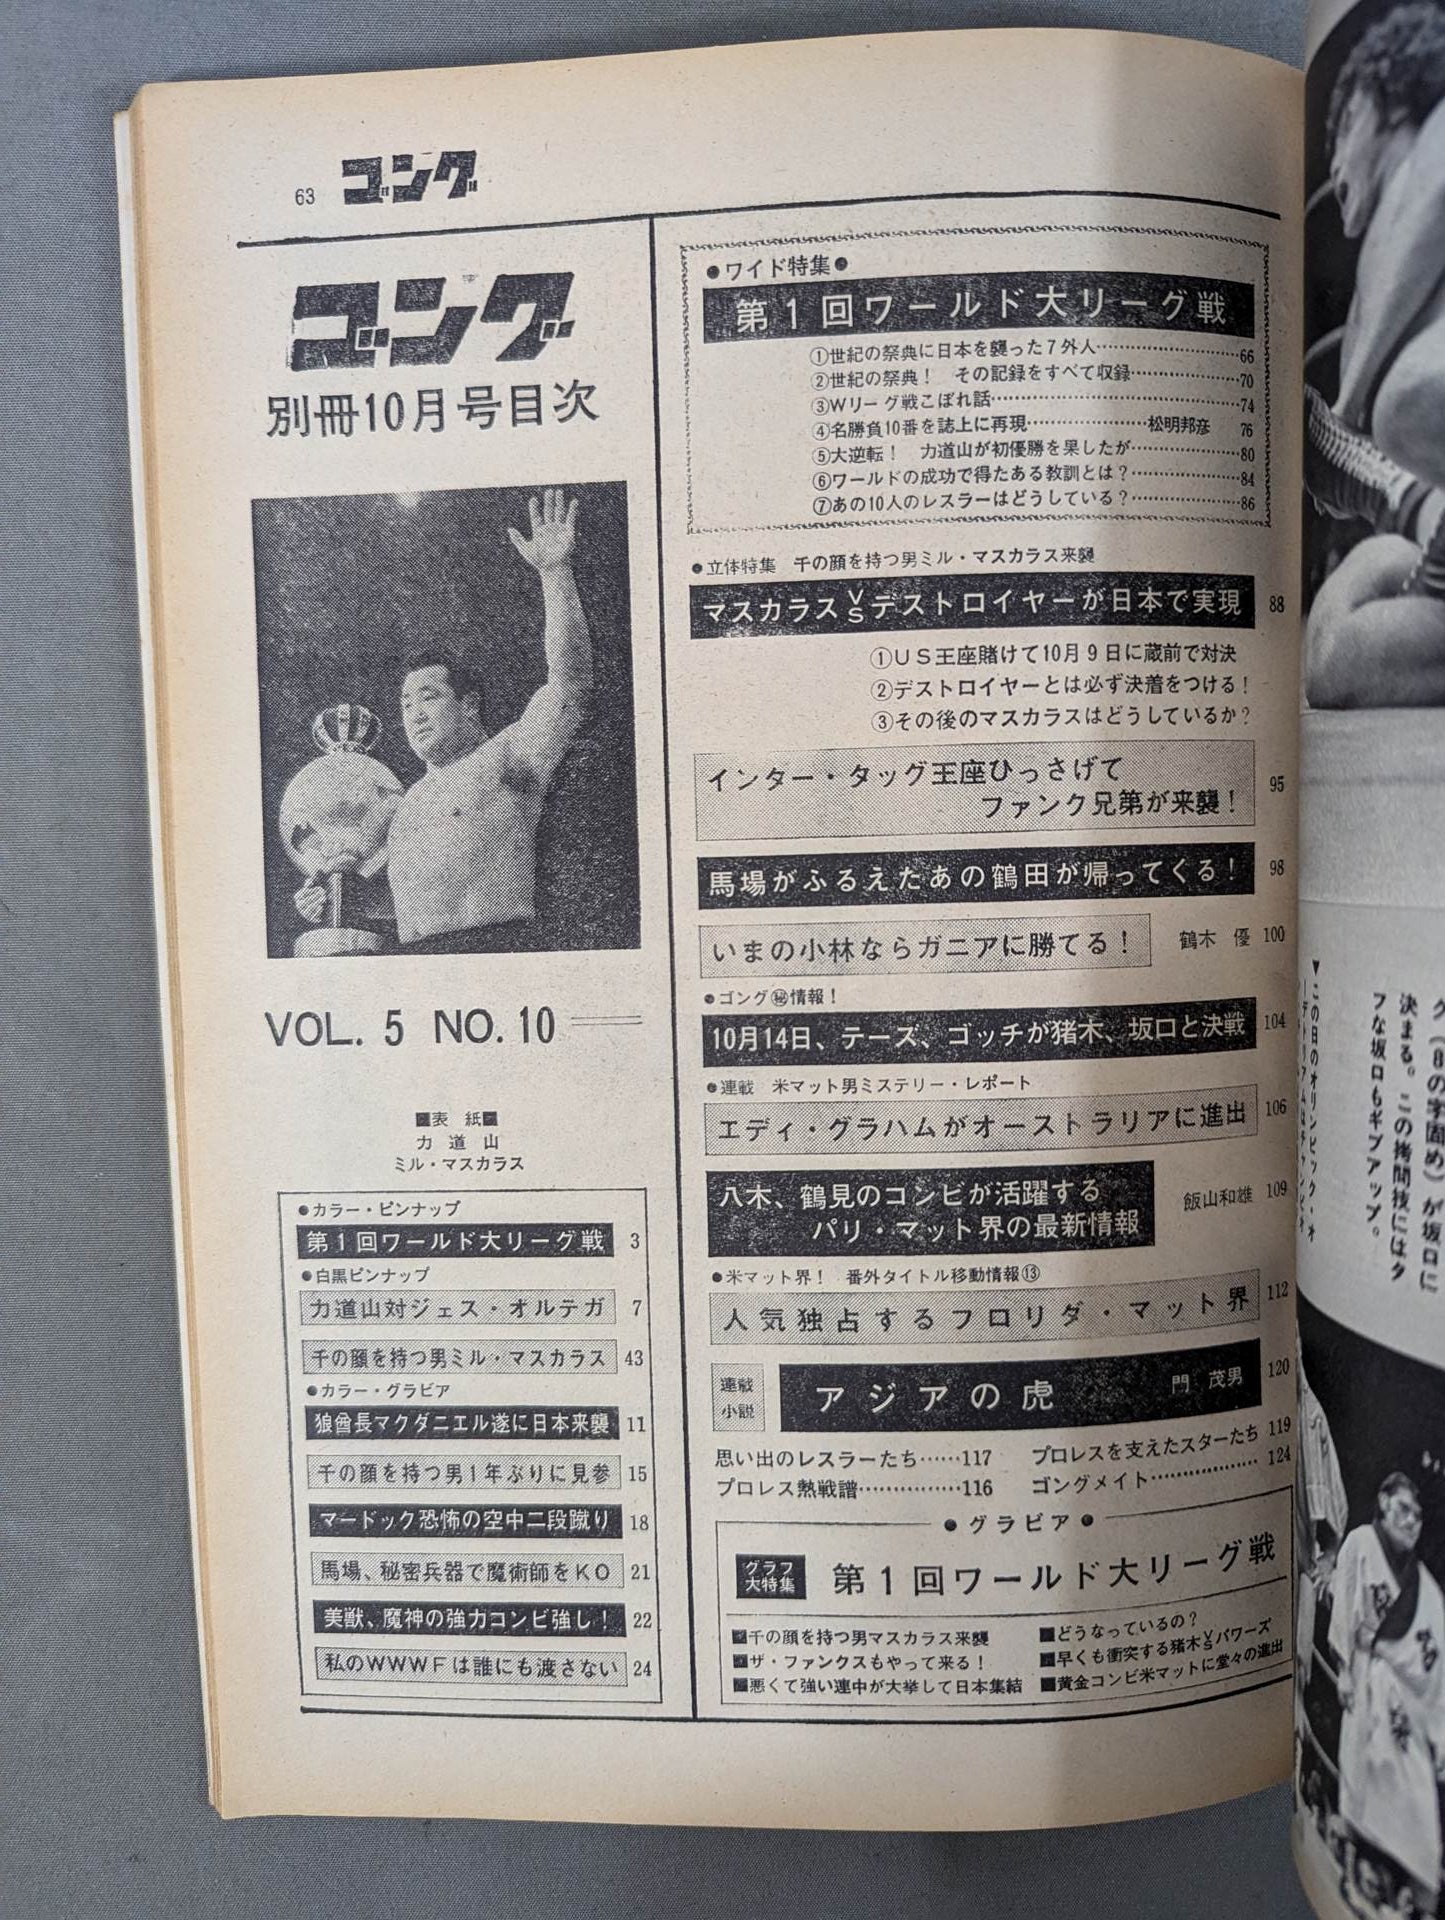 63 ゴング
ゴング
別冊10月号目次
VOL. 5 NO. 10
■表紙■
力道山
ミル・マスカラス
●カラー・ピンナップ
第1回ワールド大リーグ戦 3
●白黒ピンナップ
力道山対ジェス・オルテガ 7
千の顔を持つ男ミル・マスカラス 43
●カラー・グラビア
狼酋長マクダニエル遂に日本来襲 11
千の顔を持つ男1年ぶりに見参 15
マードック恐怖の空中二段蹴り 18
馬場、秘密兵器で魔術師をKO 21
美獣、魔神の強力コンビ強し! 22
私のWWWFは誰にも渡さない 24
●ワイド特集●
第1回ワールド大リーグ戦
①世紀の祭典に日本を襲った7外人……………………66
②世紀の祭典! その記録をすべて収録………………70
③Wリーグ戦こぼれ話……………………………………74
④名勝負10番を誌上に再現………………松明邦彦 76
⑤大逆転! 力道山が初優勝を果したが………………80
⑥ワールドの成功で得たある教訓とは?………………84
⑦あの10人のレスラーはどうしている?………………86
●立体特集 千の顔を持つ男ミル・マスカラス来襲
マスカラスVSデストロイヤーが日本で実現 88
①US王座賭けて10月9日に蔵前で対決
②デストロイヤーとは必ず決着をつける!
③その後のマスカラスはどうしているか?
インター・タッグ王座ひっさげて
ファンク兄弟が来襲! 95
馬場がふるえたあの鶴田が帰ってくる! 98
いまの小林ならガニアに勝てる! 鶴木 優 100
●ゴング㊙情報!
10月14日、テーズ、ゴッチが猪木、坂口と決戦 104
●連載 米マット男ミステリー・レポート
エディ・グラハムがオーストラリアに進出 106
八木、鶴見のコンビが活躍する
パリ・マット界の最新情報 飯山和雄 109
●米マット界! 番外タイトル移動情報⑬
人気独占するフロリダ・マット界 112
連載小説 アジアの虎 門 茂男 120
思い出のレスラーたち……117 プロレスを支えたスターたち 119
プロレス熱戦譜……………116 ゴングメイト………………124
●グラビア●
グラフ大特集 第1回ワールド大リーグ戦
■千の顔を持つ男マスカラス来襲
■ザ・ファンクスもやって来る!
■悪くて強い連中が大挙して日本集結
■どうなっているの?
■早くも衝突する猪木VSパワーズ
■黄金コンビ米マットに堂々の進出
ク(8の字固め)が坂口に
決まる。この拷問技にはタ
フな坂口もギブアップ。
▼この日のオリンピック・オ